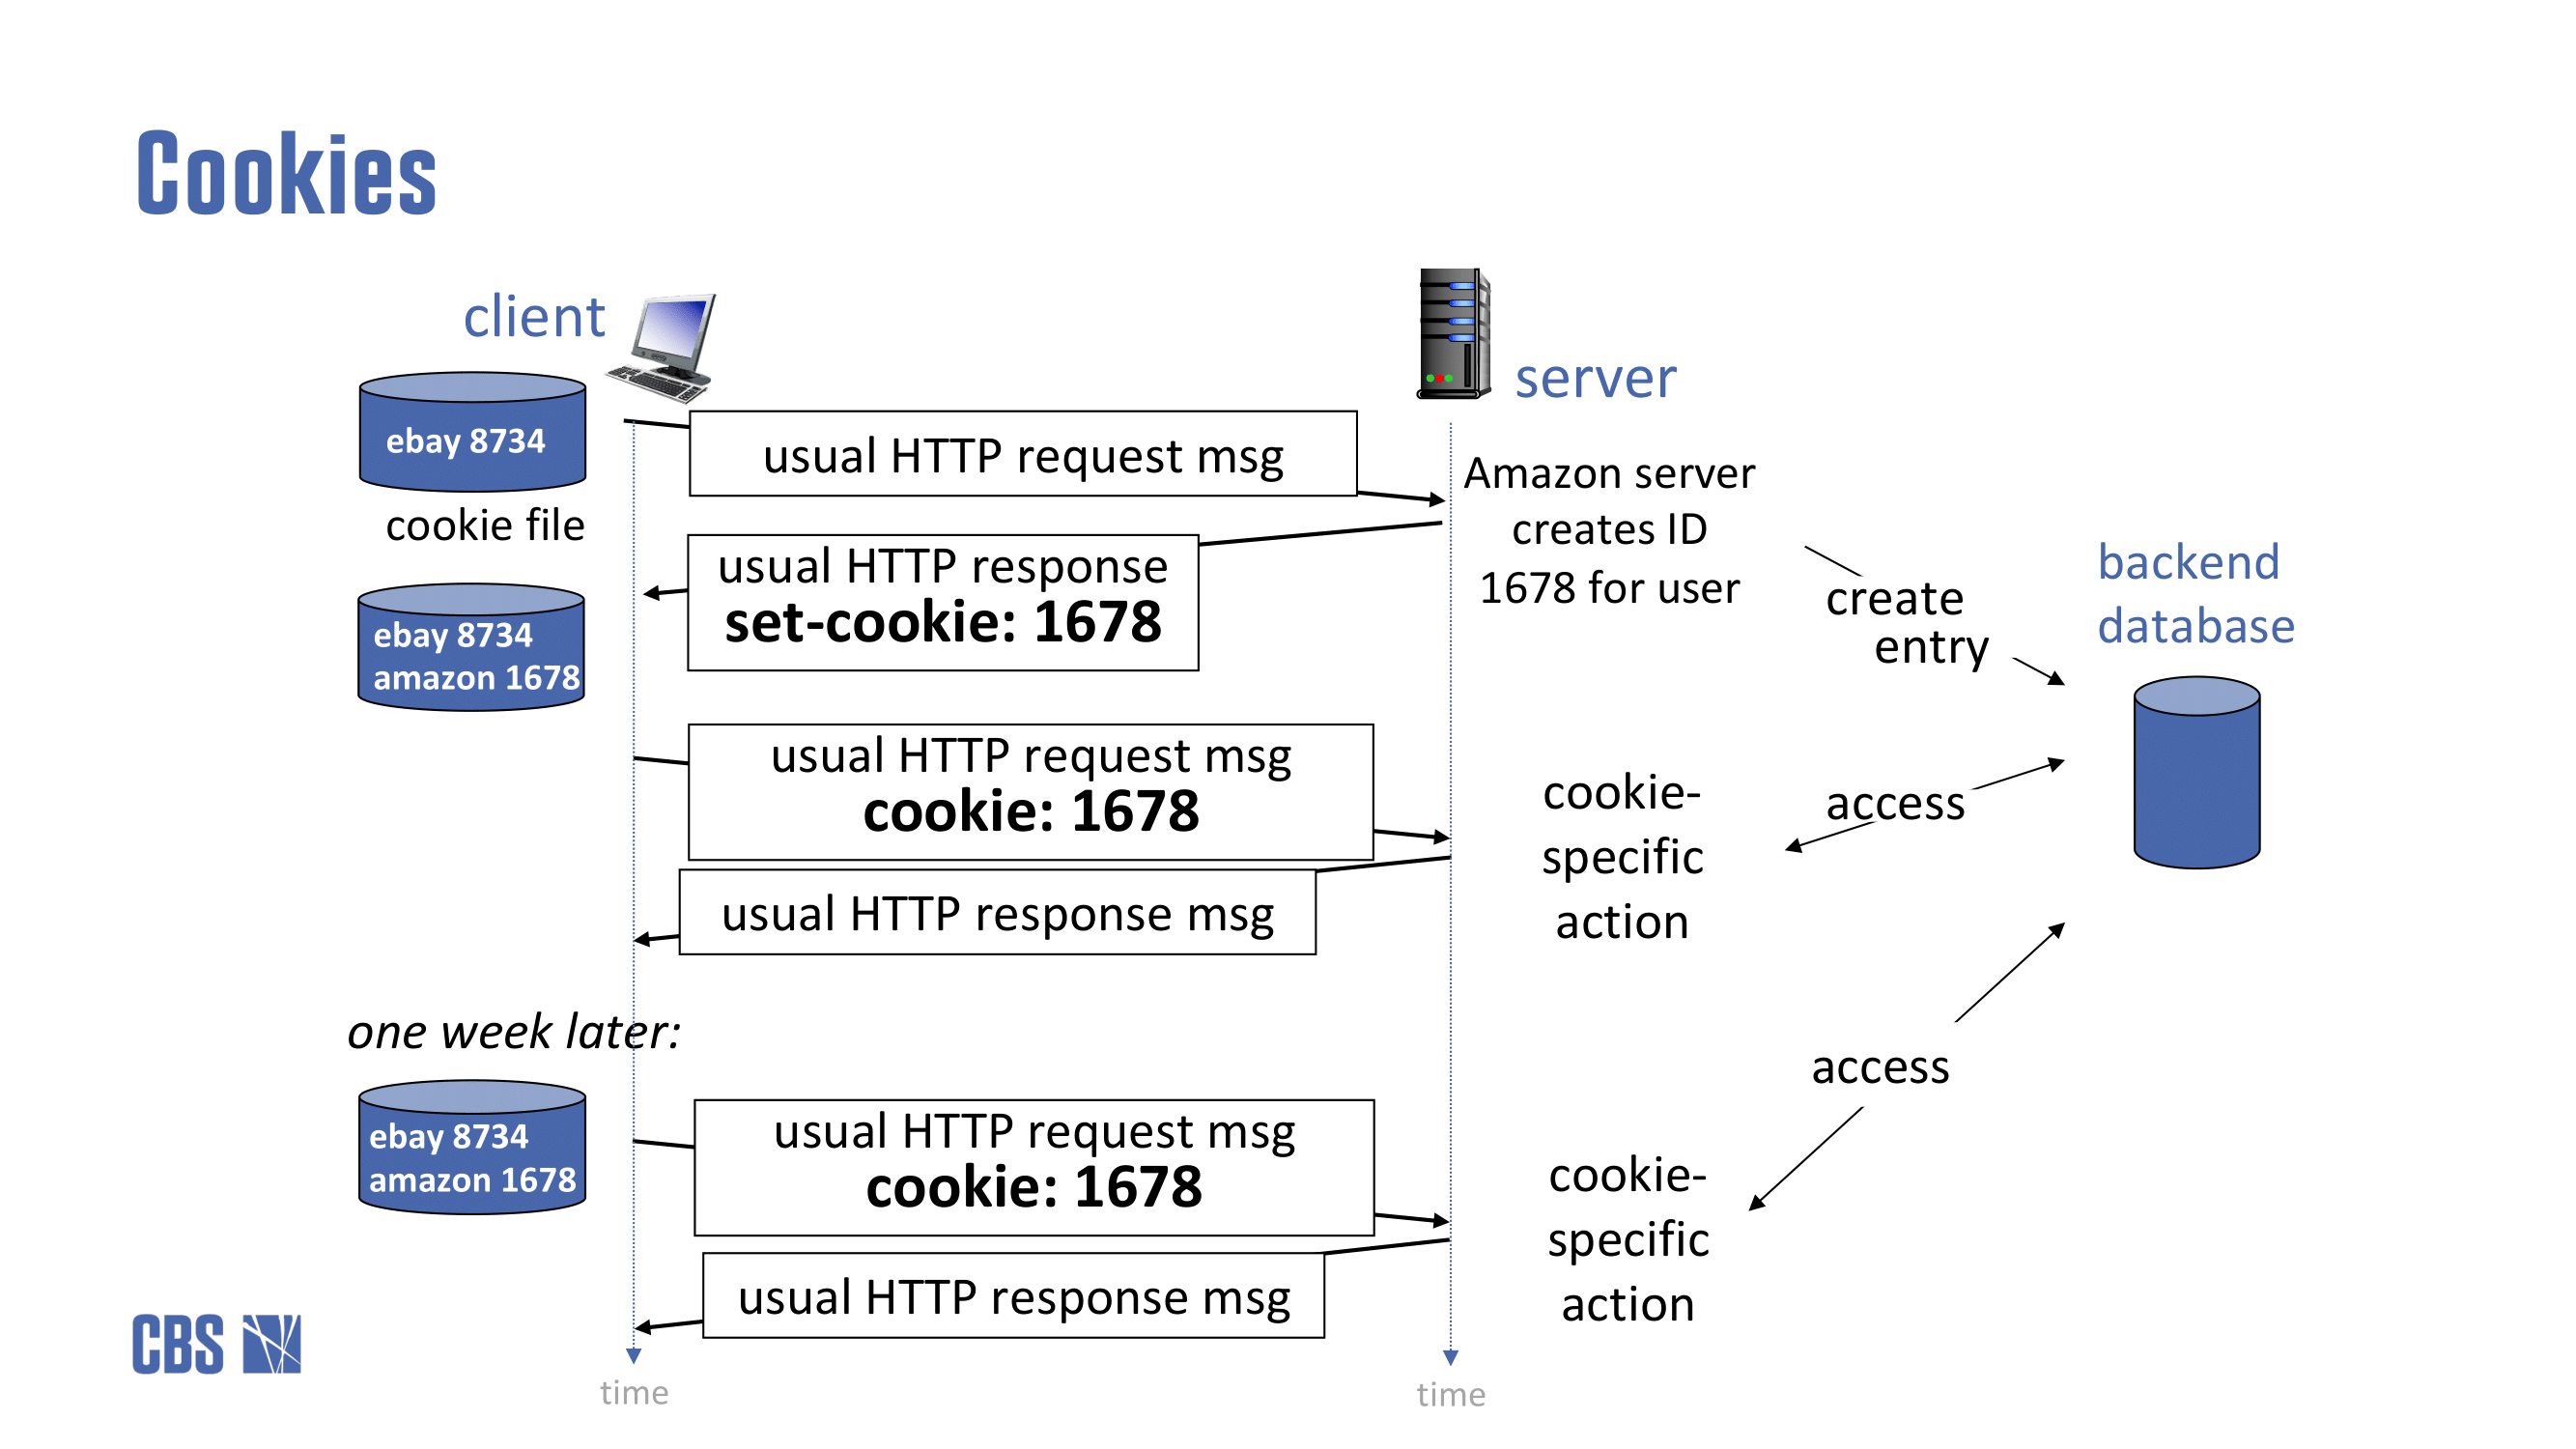 Cookies
client
server
ebay 8734
cookie file
usual HTTP request msg
Amazon server
creates ID
1678 for user
usual HTTP response
set-cookie: 1678
create
entry
backend
database
ebay 8734
amazon 1678
usual HTTP request msg
cookie: 1678
cookie-
specific
action
access
usual HTTP response msg
one week later:
access
ebay 8734
amazon 1678
usual HTTP request msg
cookie: 1678
cookie-
specific
action
usual HTTP response msg
CBS
time
time